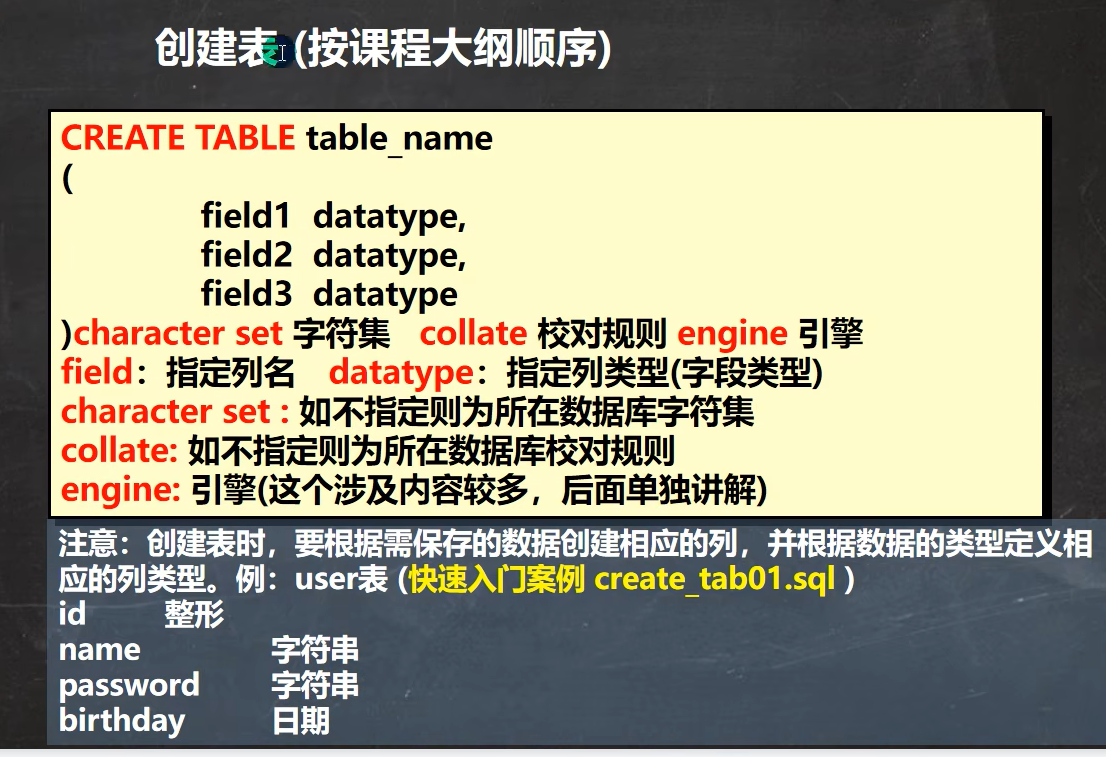 创建表 (按课程大纲顺序)
CREATE TABLE table_name
(
field1 datatype,
field2 datatype,
field3 datatype
)character set 字符集 collate 校对规则 engine 引擎
field：指定列名 datatype：指定列类型(字段类型)
character set : 如不指定则为所在数据库字符集
collate: 如不指定则为所在数据库校对规则
engine: 引擎(这个涉及内容较多，后面单独讲解)
注意：创建表时，要根据需保存的数据创建相应的列，并根据数据的类型定义相
应的列类型。例：user表 (快速入门案例 create_tab01.sql )
id 整形
name 字符串
password 字符串
birthday 日期